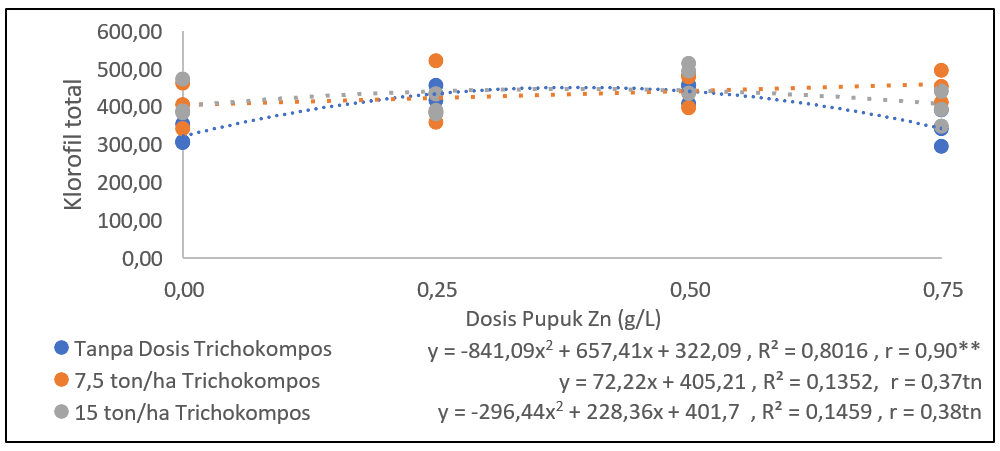 600,00
500,00
400,00
300,00
200,00
100,00
0,00
Klorofil total
0,00 0,25 0,50 0,75
Dosis Pupuk Zn (g/L)
Tanpa Dosis Trichokompos y = -841,09x² + 657,41x + 322,09 , R² = 0,8016 , r = 0,90**
7,5 ton/ha Trichokompos y = 72,22x + 405,21 , R² = 0,1352, r = 0,37tn
15 ton/ha Trichokompos y = -296,44x² + 228,36x + 401,7 , R² = 0,1459 , r = 0,38tn